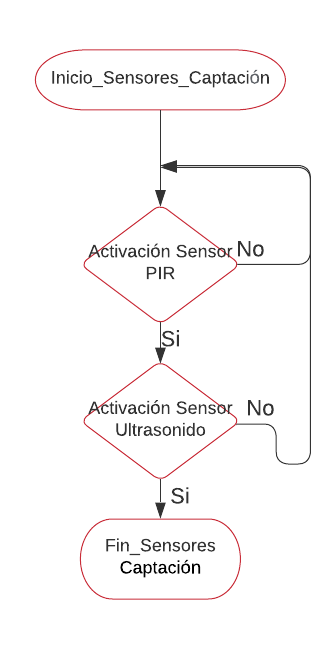 Inicio_Sensores_Captación
Activación Sensor
PIR
No
Si
Activación Sensor
Ultrasonido
No
Si
Fin_Sensores
Captación